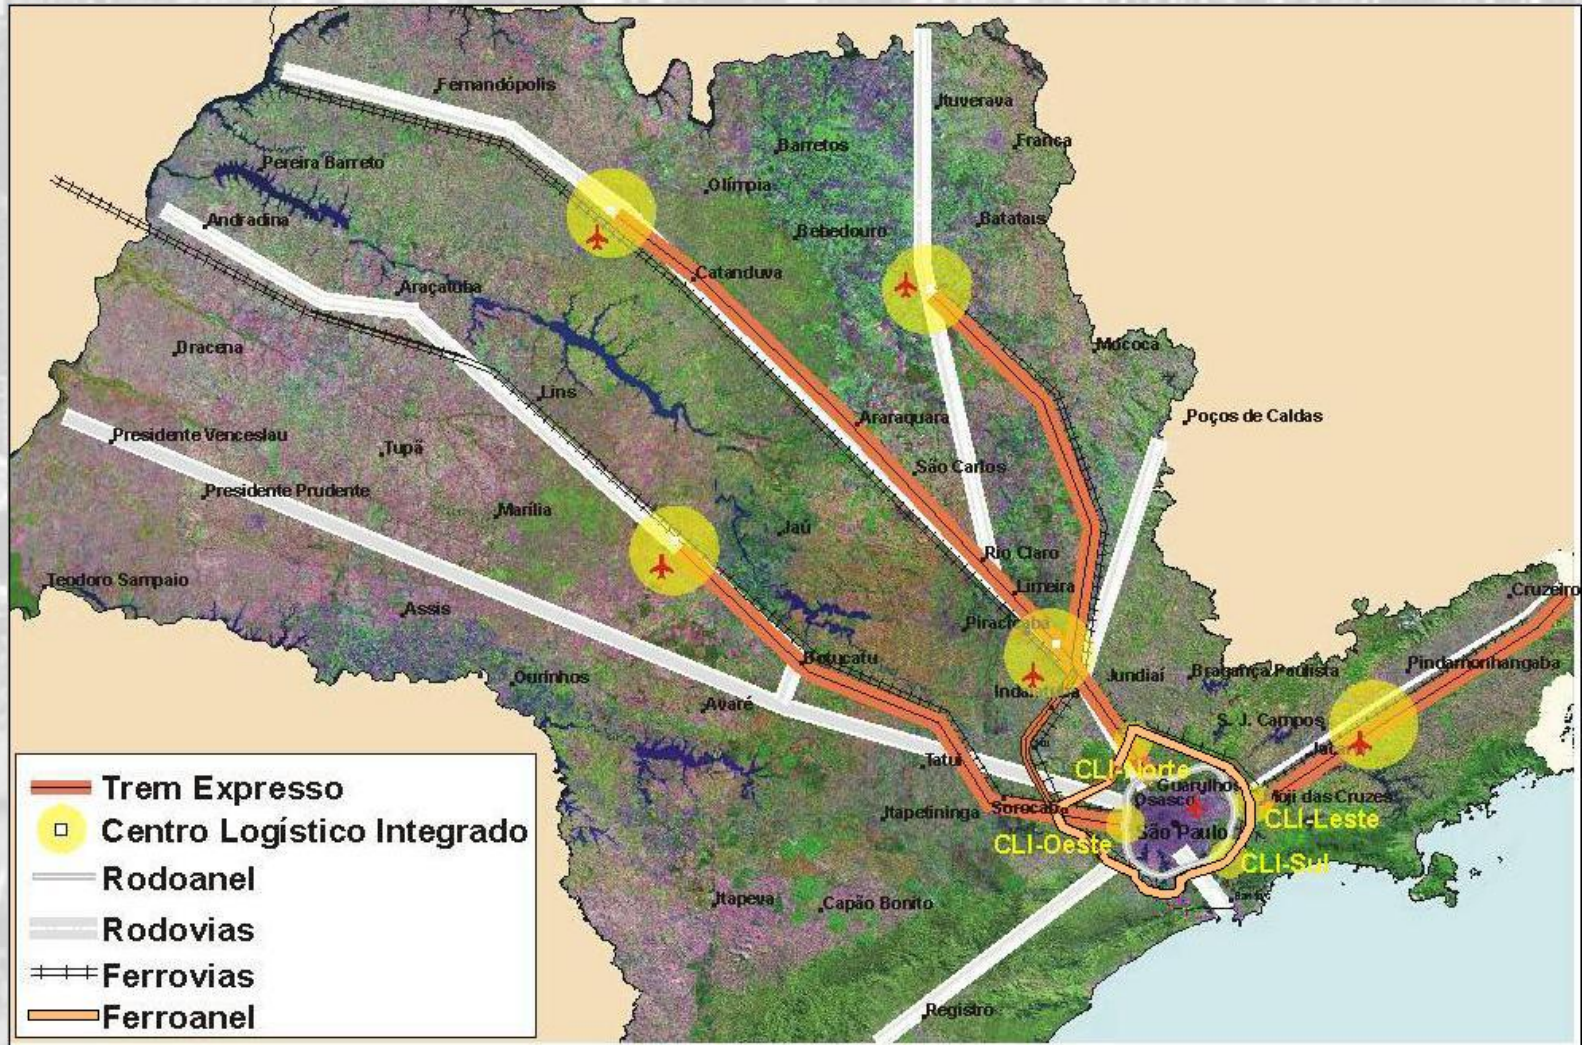 Fernandópolis
Ituverava
Franca
Barretos
Pereira Barreto
Olímpia
Andradina
Batatais
Bebedouro
Catanduva
Araçatuba
Dracena
Mococa
Lins
Araraquara
Poços de Caldas
Presidente Venceslau
Tupã
São Carlos
Presidente Prudente
Marília
Jaú
Rio Claro
Teodoro Sampaio
Limeira
Cruzeiro
Assis
Piracicaba
Botucatu
Pindamonhangaba
Ourinhos
Jundiaí
Bragança Paulista
Indaiatuba
Avaré
S. J. Campos
Tatuí
CLI-Norte
Guarulhos
Osasco
Moji das Cruzes
Sorocaba
Itapetininga
CLI-Leste
São Paulo
CLI-Oeste
CLI-Sul
Itapeva
Capão Bonito
Registro
Trem Expresso
Centro Logístico Integrado
Rodoanel
Rodovias
Ferrovias
Ferroanel